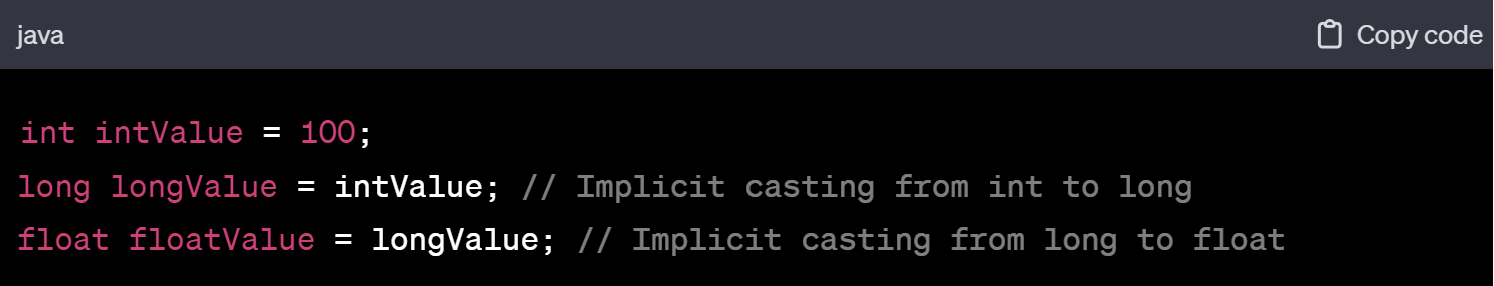 java
Copy code
int intValue = 100;
long longValue = intValue; // Implicit casting from int to long
float floatValue = longValue; // Implicit casting from long to float